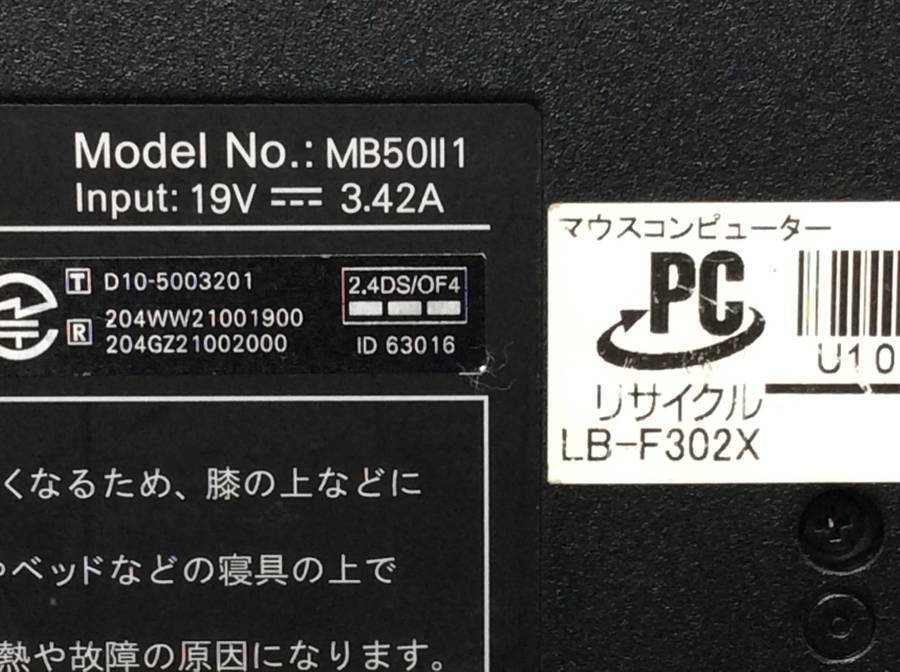 Model No.: MB50II1
Input: 19V ⎓ 3.42A
T D10-5003201
R 204WW21001900
204GZ21002000
2.4DS/OF4
ID 63016
くなるため、膝の上などに
やベッドなどの寝具の上で
熱や故障の原因になります。
マウスコンピューター
PC
リサイクル
LB-F302X
U10